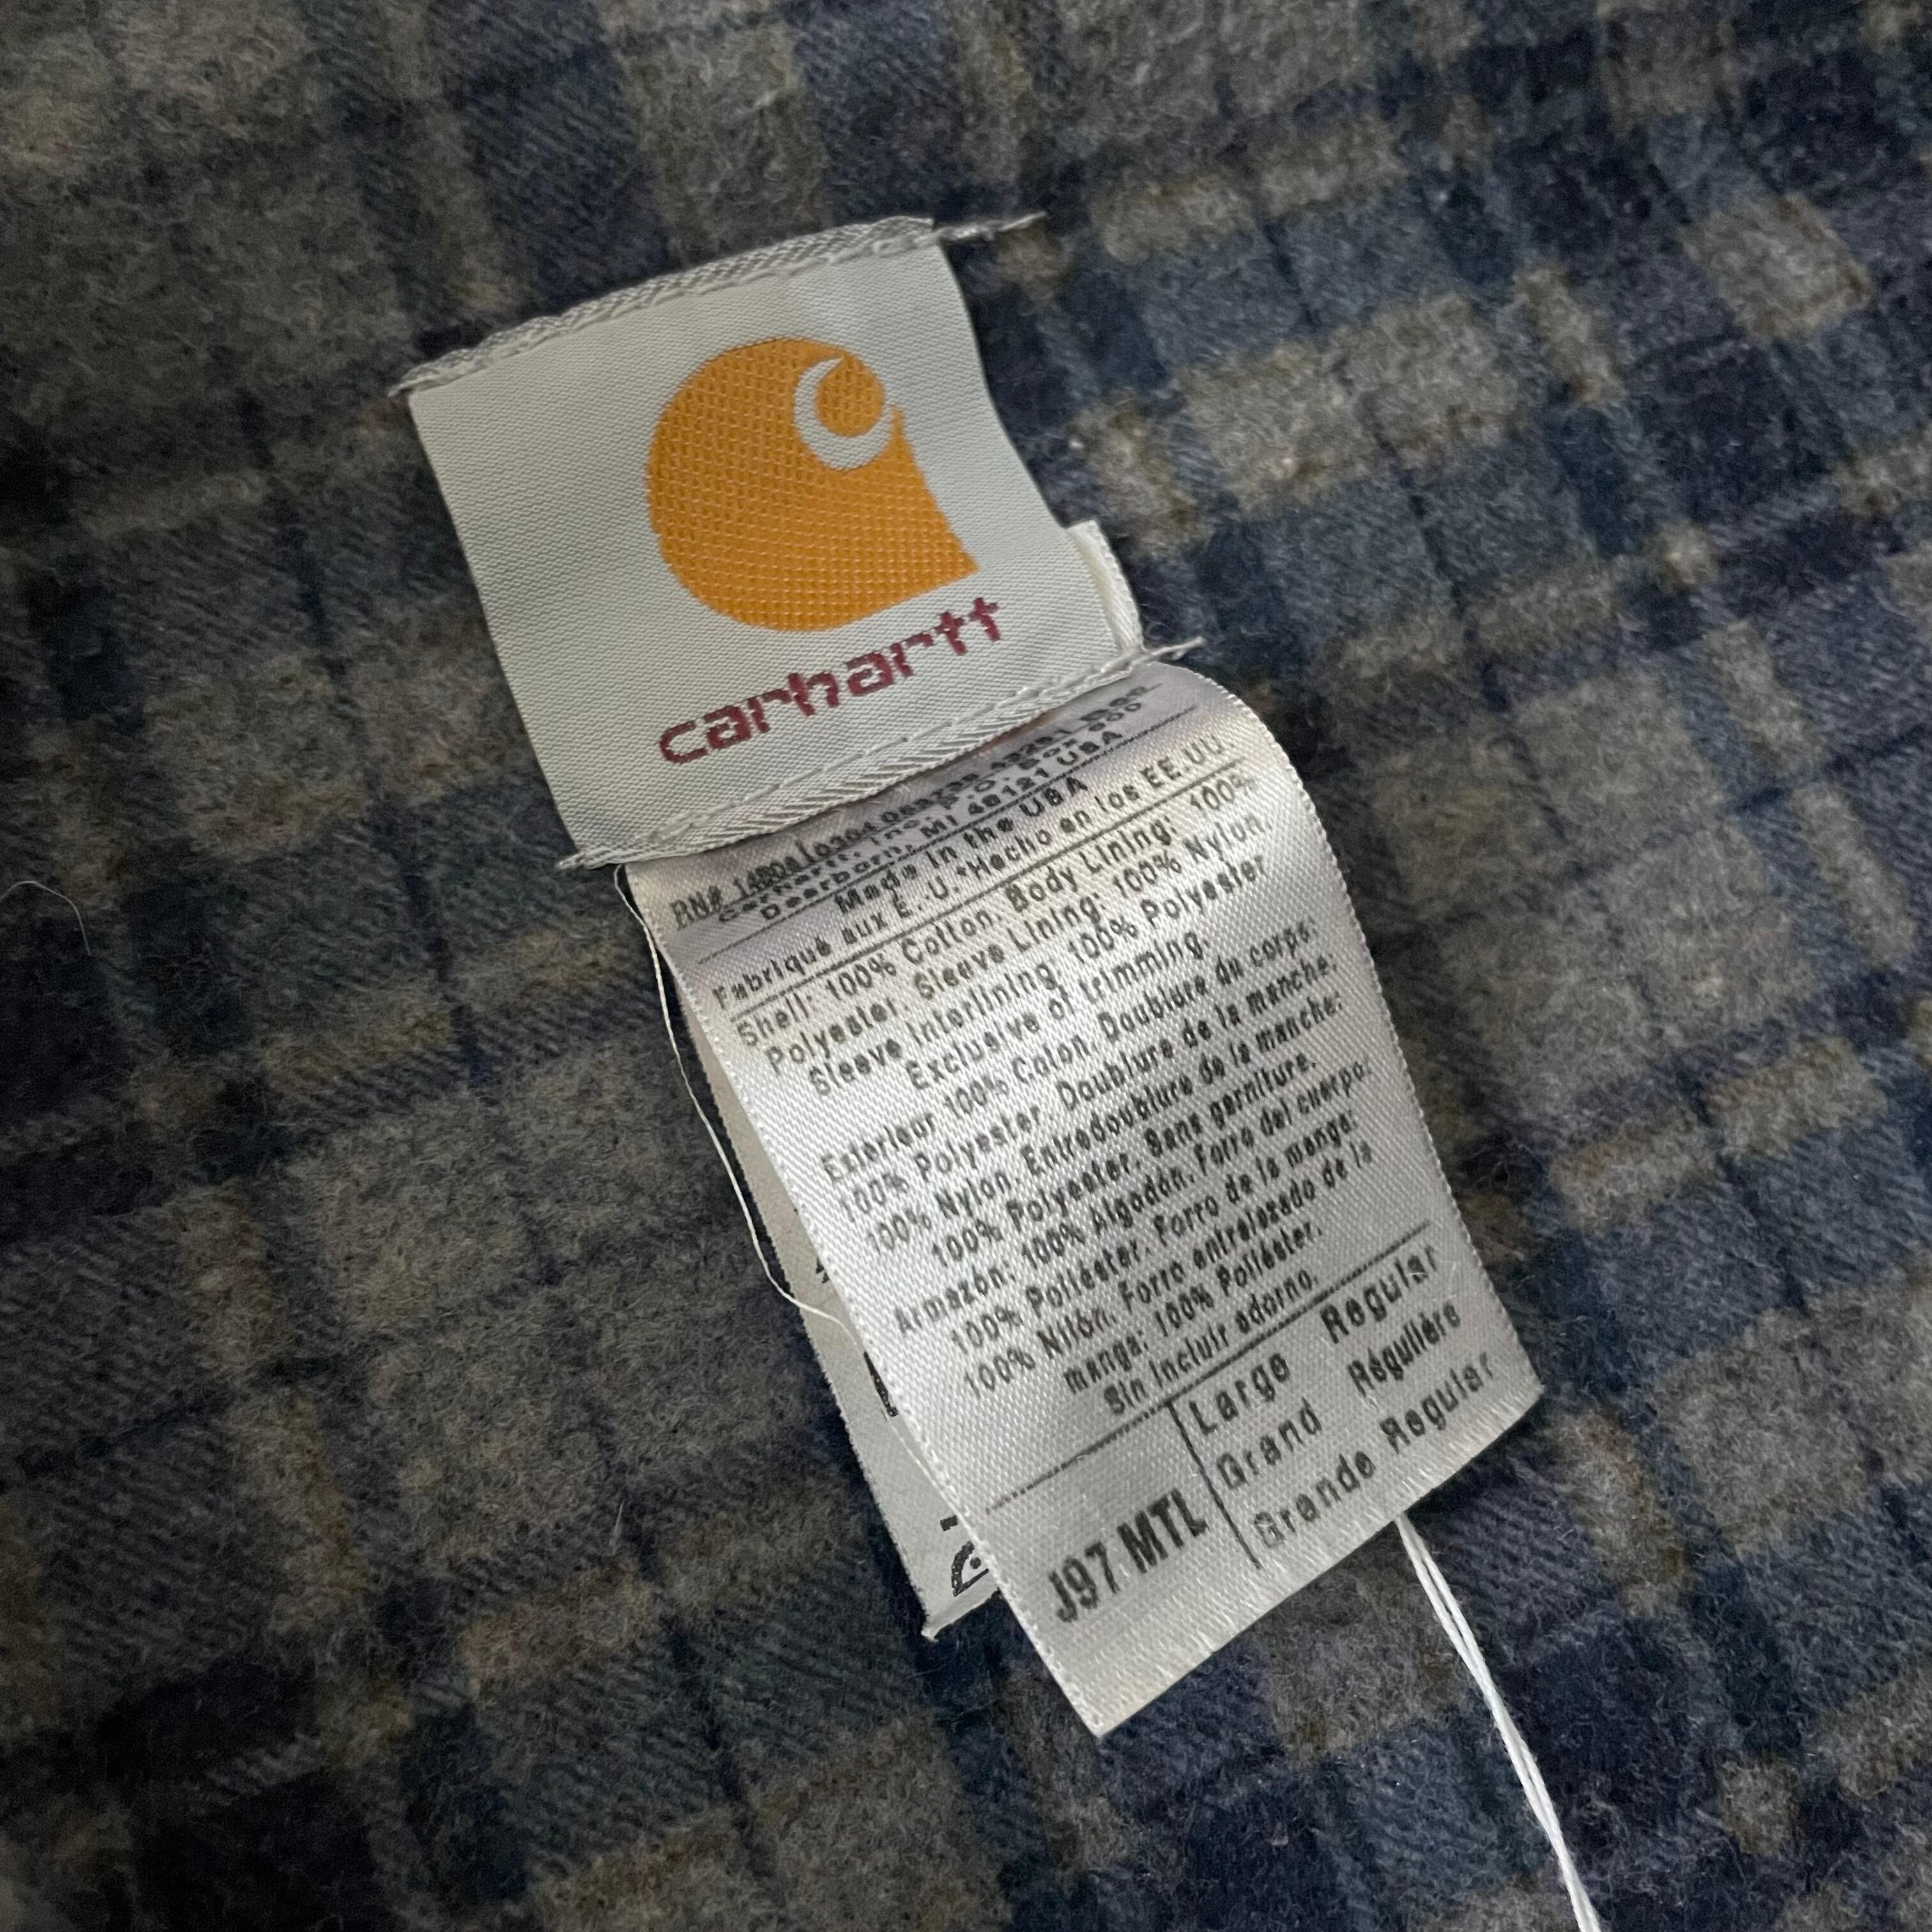 carhartt
RN# 14806
Carhartt, Inc., P.O. Box 600
Dearborn, MI 48121 USA
Made in the USA
Fabriqué aux É.-U.*Hecho en los EE.UU.
Shell: 100% Cotton. Body Lining: 100%
Polyester. Sleeve Lining: 100% Nylon.
Sleeve Interlining: 100% Polyester
Exclusive of trimming.
Extérieur 100% Coton. Doublure du corps:
100% Polyester. Doublure de la manche:
100% Nylon. Entredoublure de la manche:
100% Polyester. Sans garniture.
Armazón: 100% Algodón. Forro del cuerpo:
100% Poliéster. Forro de la manga:
100% Nilón. Forro entrelazado de la
manga: 100% Poliéster.
Sin incluir adorno.
J97 MTL
Large Regular
Grand Régulière
Grande Regular